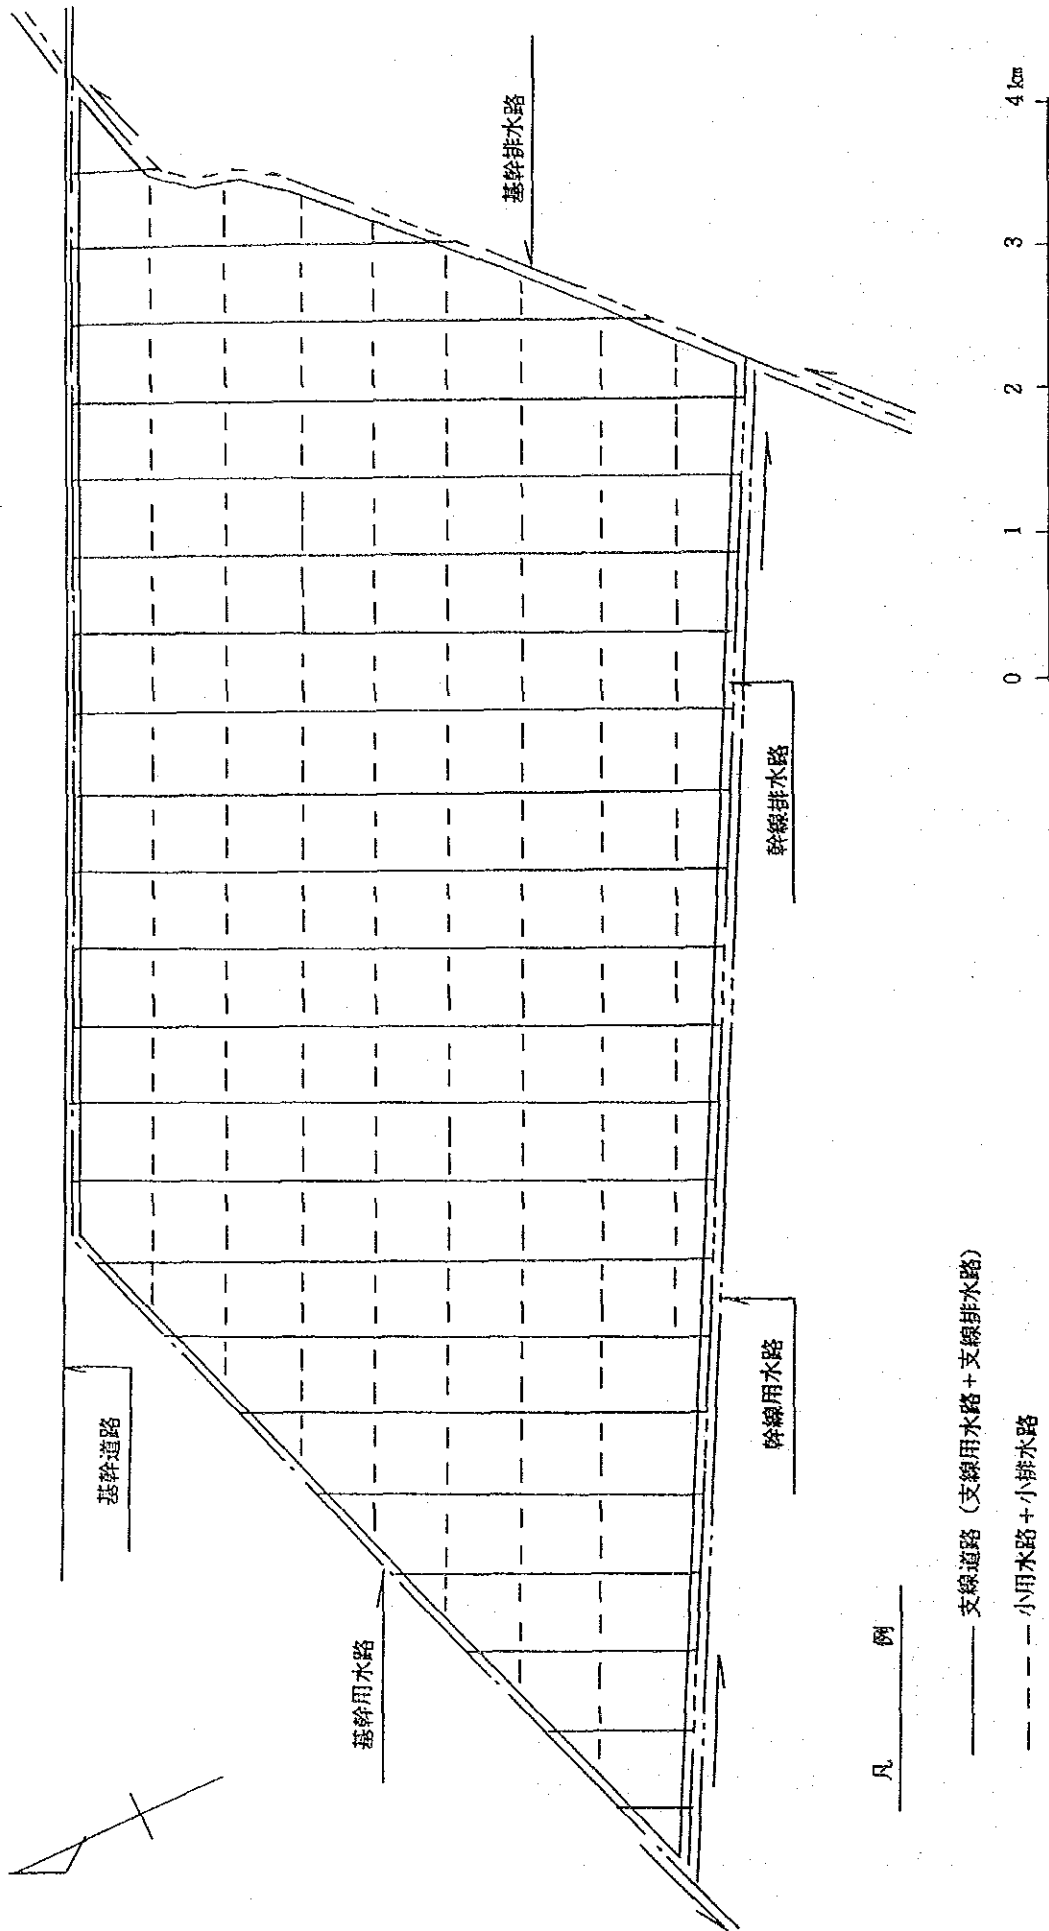 基幹道路
基幹用水路
基幹排水路
幹線用水路
幹線排水路
凡 例
支線道路 (支線用水路+支線排水路)
小用水路+小排水路
0 1 2 3 4km